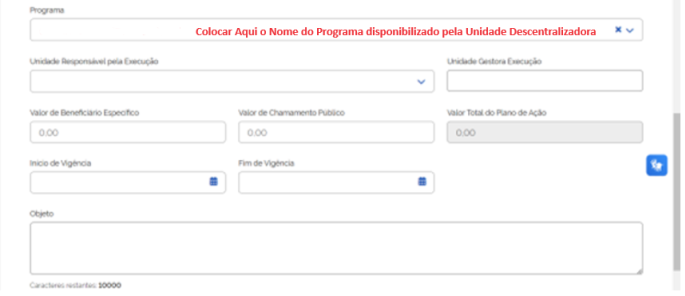 Programa
Colocar Aqui o Nome do Programa disponibilizado pela Unidade Descentralizadora
Unidade Responsável pela Execução
Unidade Gestora Execução
Valor de Beneficiário Específico
Valor de Chamamento Público
Valor Total do Plano de Ação
0,00
0,00
0,00
Início de Vigência
Fim de Vigência
Objeto
Caracteres restantes: 10000